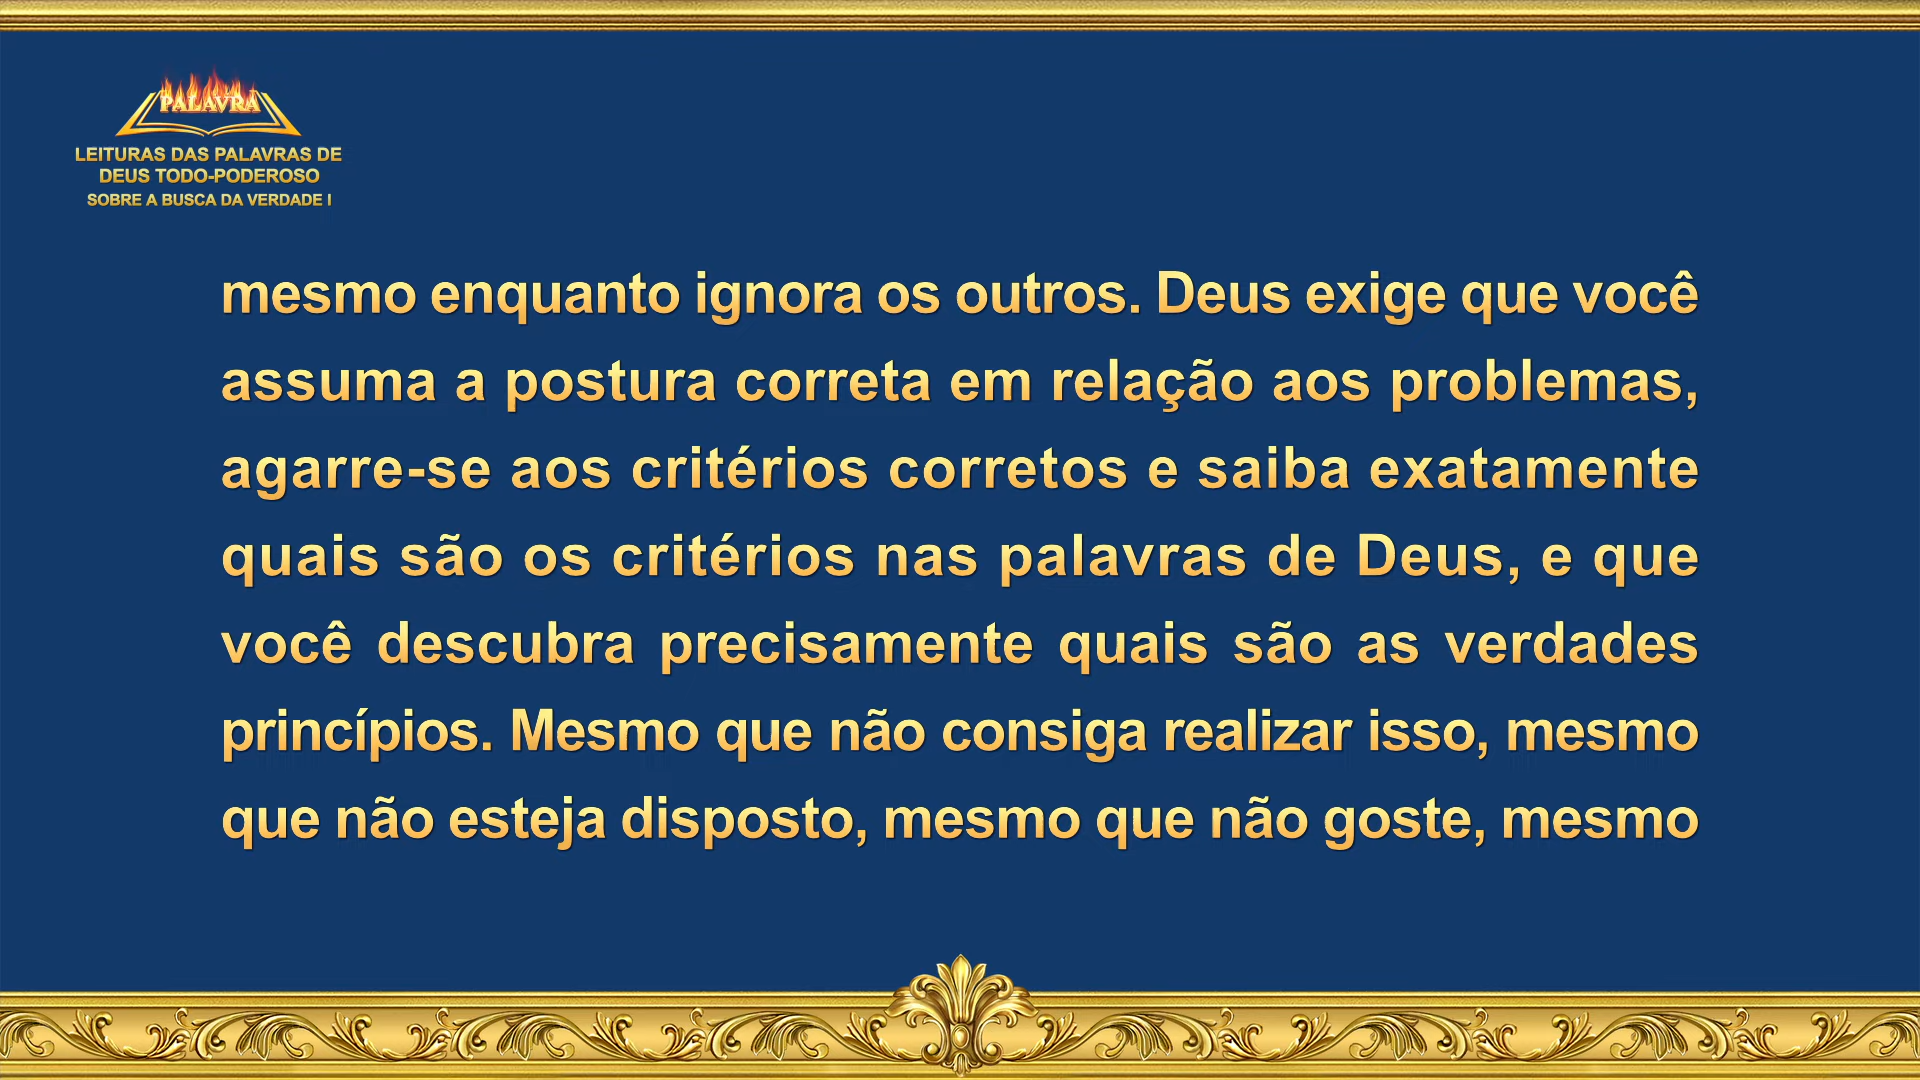 PALAVRA
LEITURAS DAS PALAVRAS DE
DEUS TODO-PODEROSO
SOBRE A BUSCA DA VERDADE I
mesmo enquanto ignora os outros. Deus exige que você
assuma a postura correta em relação aos problemas,
agarre-se aos critérios corretos e saiba exatamente
quais são os critérios nas palavras de Deus, e que
você descubra precisamente quais são as verdades
princípios. Mesmo que não consiga realizar isso, mesmo
que não esteja disposto, mesmo que não goste, mesmo